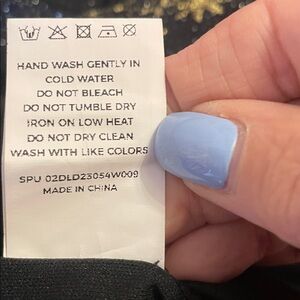 HAND WASH GENTLY IN
COLD WATER
DO NOT BLEACH
DO NOT TUMBLE DRY
IRON ON LOW HEAT
DO NOT DRY CLEAN
WASH WITH LIKE COLORS
SPU 02DLD23054W009
MADE IN CHINA